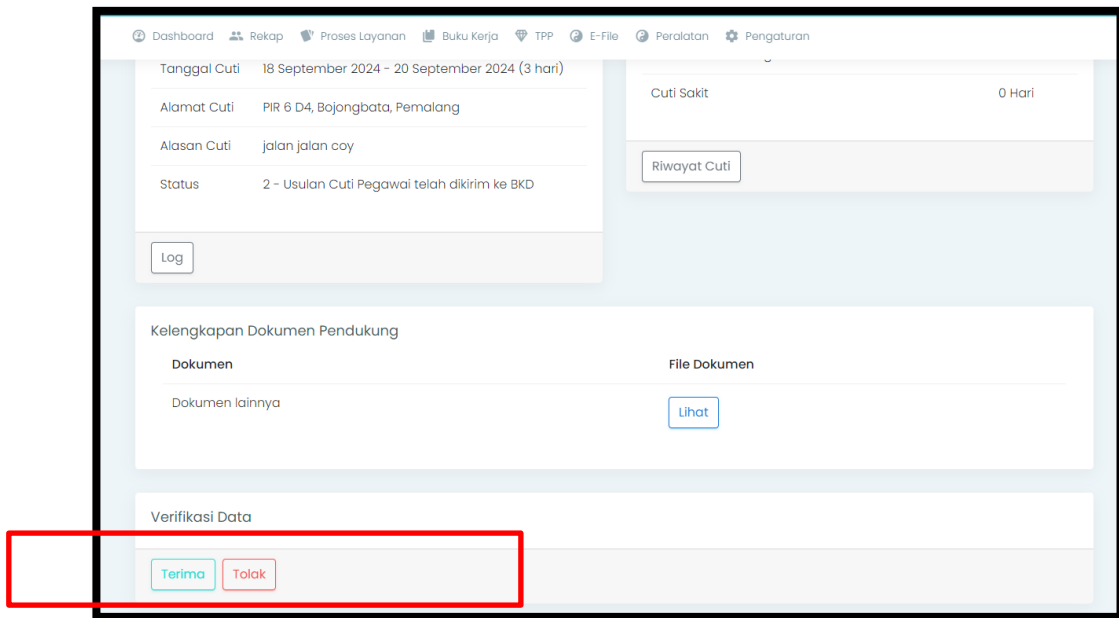 Dashboard Rekap Proses Layanan Buku Kerja TPP E-File Peralatan Pengaturan
Tanggal Cuti 18 September 2024 - 20 September 2024 (3 hari)
Alamat Cuti PIR 6 D4, Bojongbata, Pemalang
Alasan Cuti jalan jalan coy
Status 2 - Usulan Cuti Pegawai telah dikirim ke BKD
Log
Cuti Sakit 0 Hari
Riwayat Cuti
Kelengkapan Dokumen Pendukung
Dokumen File Dokumen
Dokumen lainnya Lihat
Verifikasi Data
Terima Tolak